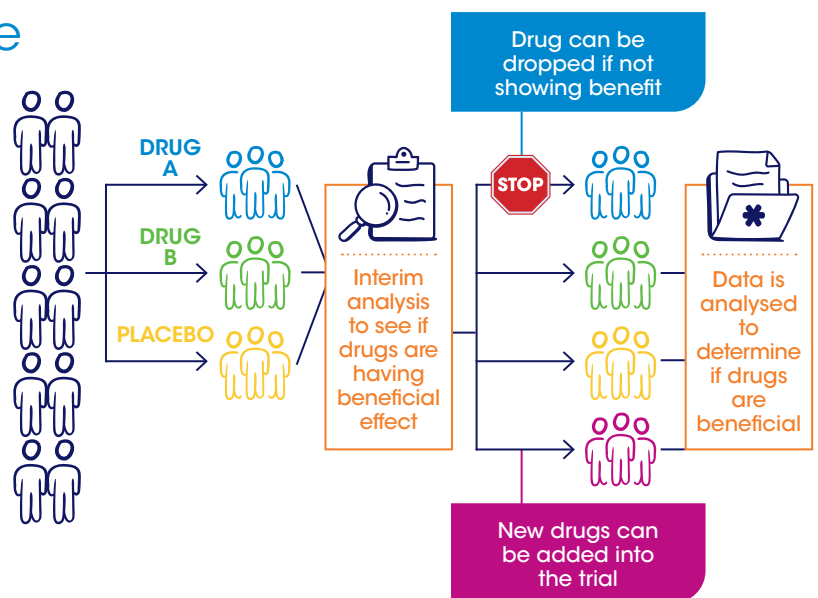 e
Drug can be
dropped if not
showing benefit
DRUG
A
STOP
DRUG
B
PLACEBO
Interim
analysis
to see if
drugs are
having
beneficial
effect
Data is
analysed
to
determine
if drugs
are
beneficial
New drugs can
be added into
the trial